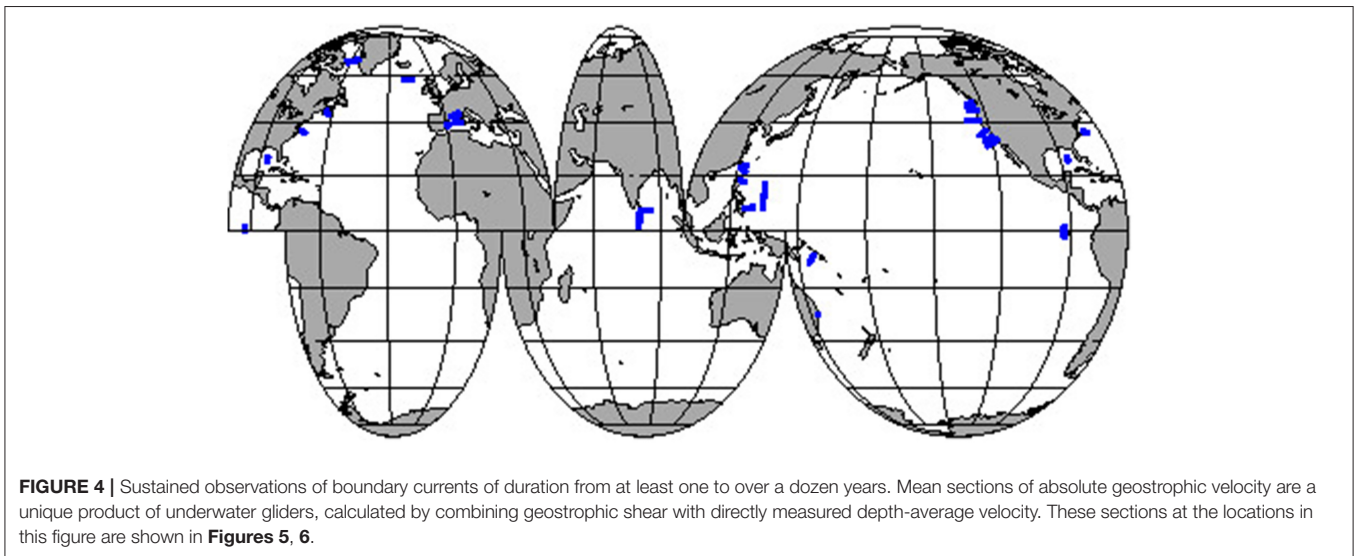 FIGURE 4 | Sustained observations of boundary currents of duration from at least one to over a dozen years. Mean sections of absolute geostrophic velocity are a
unique product of underwater gliders, calculated by combining geostrophic shear with directly measured depth-average velocity. These sections at the locations in
this figure are shown in Figures 5, 6.